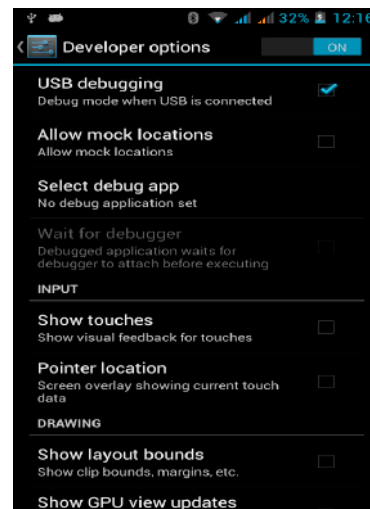 32% 12:16
Developer options ON
USB debugging
Debug mode when USB is connected
Allow mock locations
Allow mock locations
Select debug app
No debug application set
Wait for debugger
Debugged application waits for
debugger to attach before executing
INPUT
Show touches
Show visual feedback for touches
Pointer location
Screen overlay showing current touch
data
DRAWING
Show layout bounds
Show clip bounds, margins, etc.
Show GPU view updates